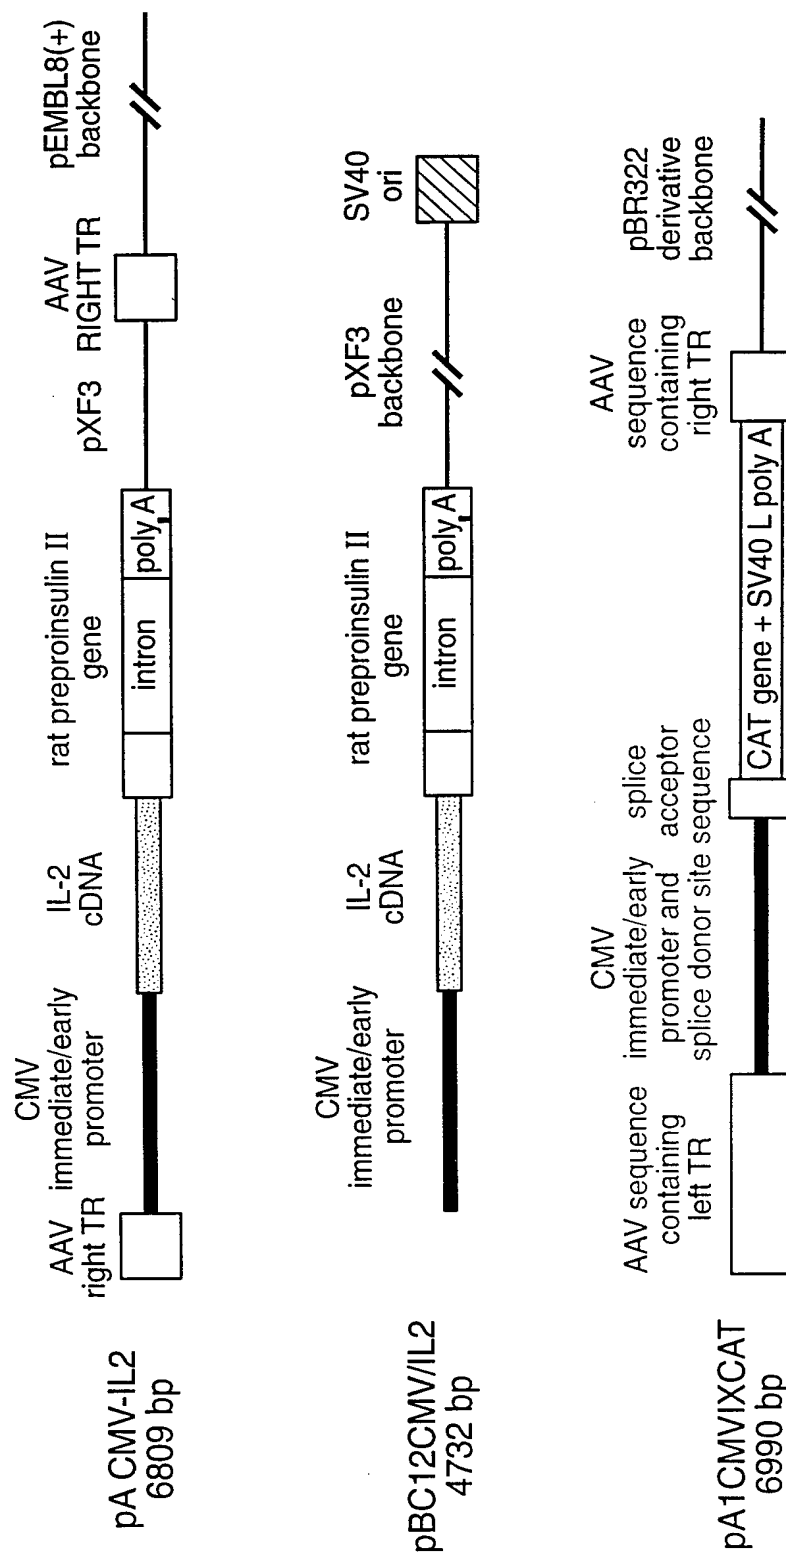 pA CMV-IL2
6809 bp
AAV
right TR
CMV
immediate/early
promoter
IL-2
cDNA
rat preproinsulin II
gene
intron
poly A
pXF3
AAV
RIGHT TR
pEMBL8(+)
backbone
pBC12CMV/IL2
4732 bp
CMV
immediate/early
promoter
IL-2
cDNA
rat preproinsulin II
gene
intron
poly A
pXF3
backbone
SV40
ori
pA1CMVIXCAT
6990 bp
AAV sequence
containing
left TR
CMV
immediate/early
promoter and
splice donor site
splice
acceptor
sequence
CAT gene + SV40 L poly A
AAV
sequence
containing
right TR
pBR322
derivative
backbone